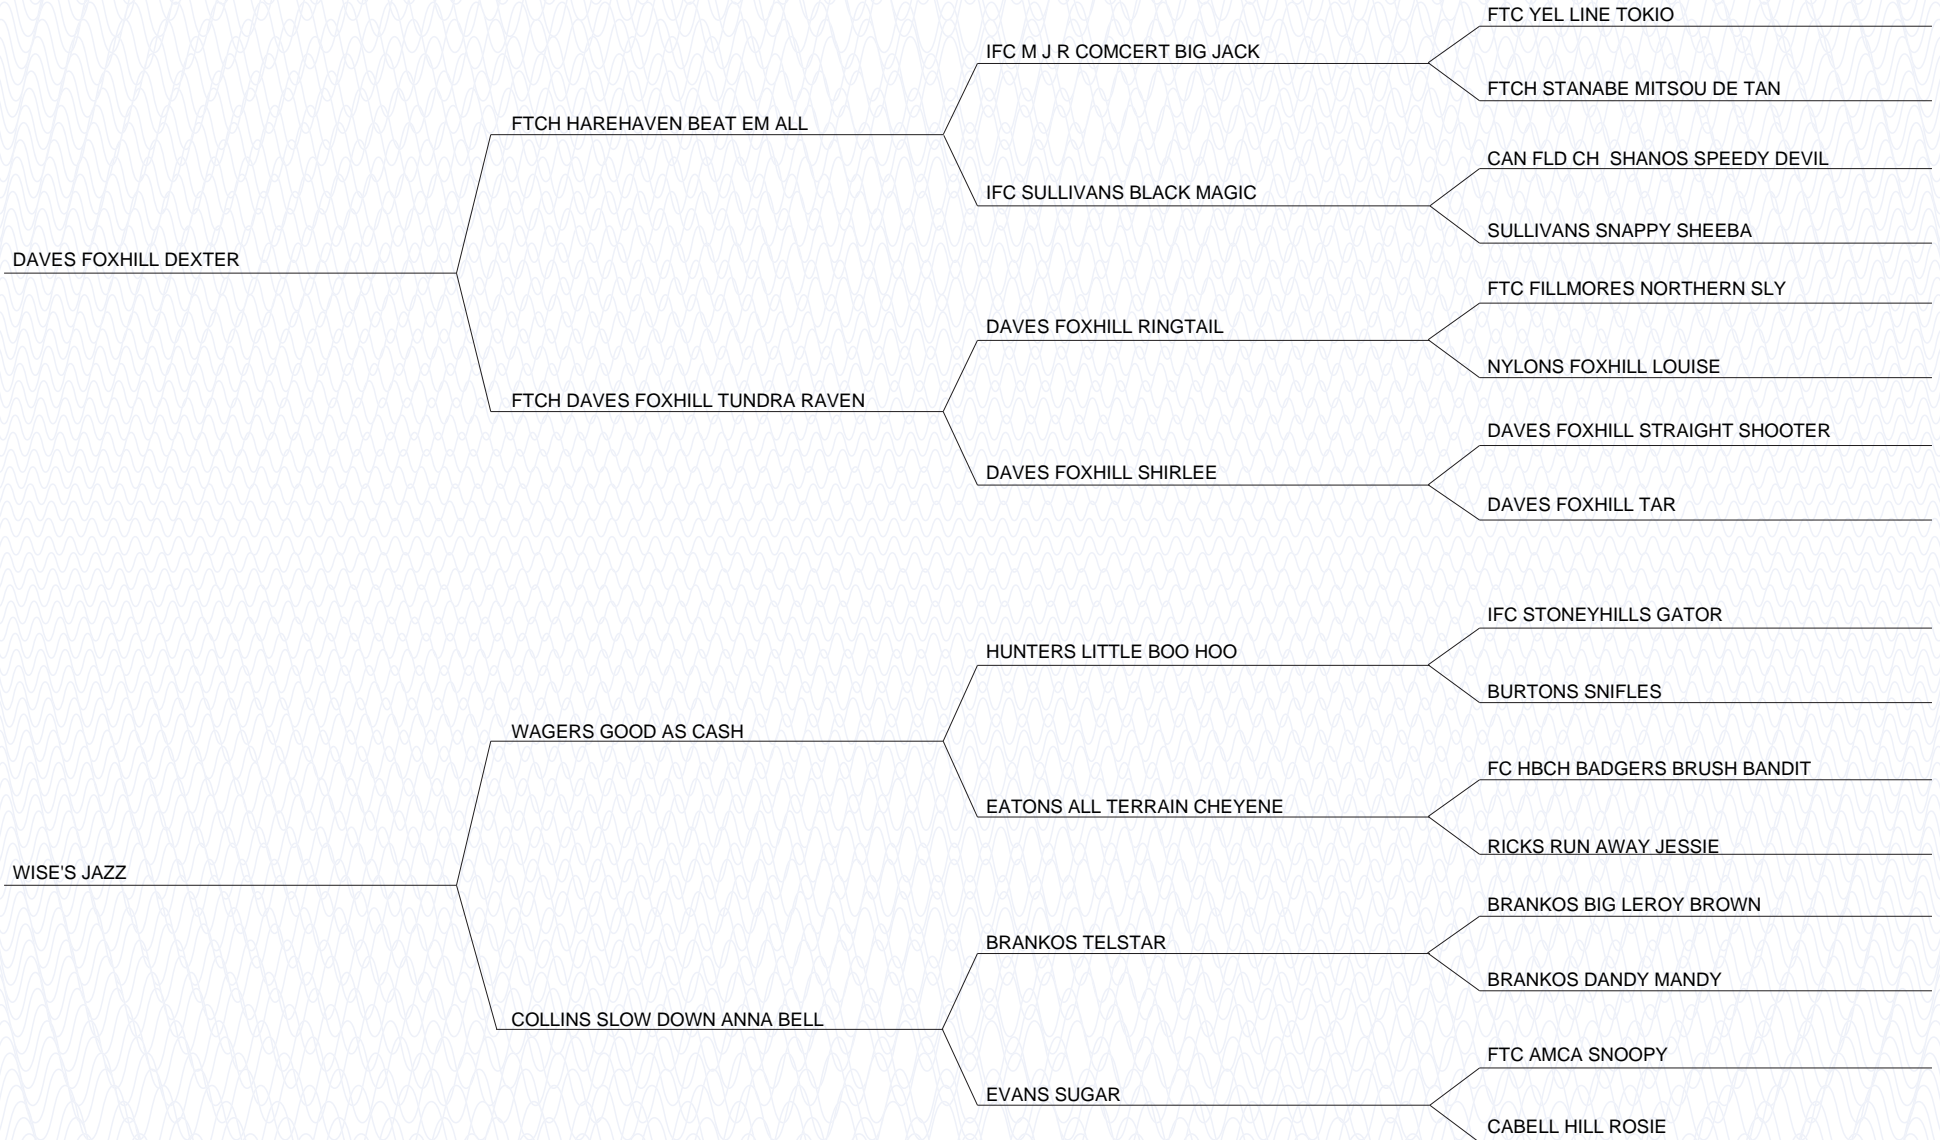 FTC YEL LINE TOKIO
IFC M J R COMCERT BIG JACK
FTCH STANABE MITSOU DE TAN
FTCH HAREHAVEN BEAT EM ALL
CAN FLD CH  SHANOS SPEEDY DEVIL
IFC SULLIVANS BLACK MAGIC
SULLIVANS SNAPPY SHEEBA
DAVES FOXHILL DEXTER
FTC FILLMORES NORTHERN SLY
DAVES FOXHILL RINGTAIL
NYLONS FOXHILL LOUISE
FTCH DAVES FOXHILL TUNDRA RAVEN
DAVES FOXHILL STRAIGHT SHOOTER
DAVES FOXHILL SHIRLEE
DAVES FOXHILL TAR
IFC STONEYHILLS GATOR
HUNTERS LITTLE BOO HOO
BURTONS SNIFLES
WAGERS GOOD AS CASH
FC HBCH BADGERS BRUSH BANDIT
EATONS ALL TERRAIN CHEYENE
RICKS RUN AWAY JESSIE
WISE'S JAZZ
BRANKOS BIG LEROY BROWN
BRANKOS TELSTAR
BRANKOS DANDY MANDY
COLLINS SLOW DOWN ANNA BELL
FTC AMCA SNOOPY
EVANS SUGAR
CABELL HILL ROSIE